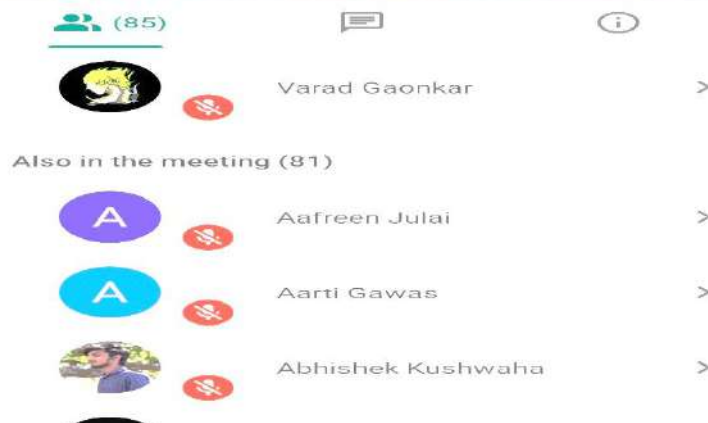 (85)
Varad Gaonkar
Also in the meeting (81)
A
Aafreen Julai
A
Aarti Gawas
Abhishek Kushwaha